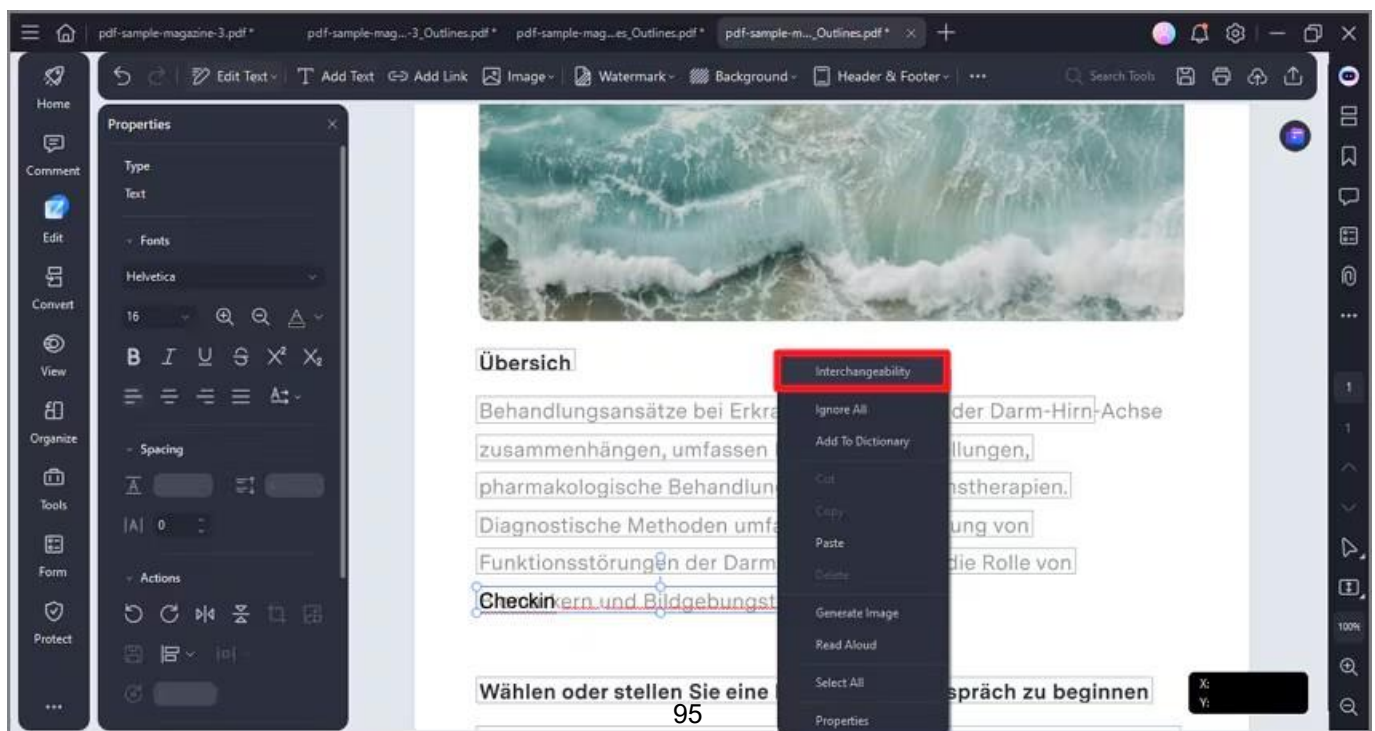 pdf-sample-magazine-3.pdf * pdf-sample-mag...-3_Outlines.pdf * pdf-sample-mag...es_Outlines.pdf * pdf-sample-m..._Outlines.pdf *
Edit Text Add Text Add Link Image Watermark Background Header & Footer Search Tools
Home
Comment
Edit
Convert
View
Organize
Tools
Form
Protect
Properties
Type
Text
Fonts
Helvetica
16
B I U S X² X₂
Spacing
|A| 0
Actions
Übersich
Behandlungsansätze bei Erkra der Darm-Hirn-Achse
zusammenhängen, umfassen llungen,
pharmakologische Behandlun nstherapien.
Diagnostische Methoden umfa ung von
Funktionsstörungen der Darm die Rolle von
Checkin kern und Bildgebungst
Wählen oder stellen Sie eine spräch zu beginnen
95
Interchangeability
Ignore All
Add To Dictionary
Cut
Copy
Paste
Delete
Generate Image
Read Aloud
Select All
Properties
1
1
100%
X:
Y: